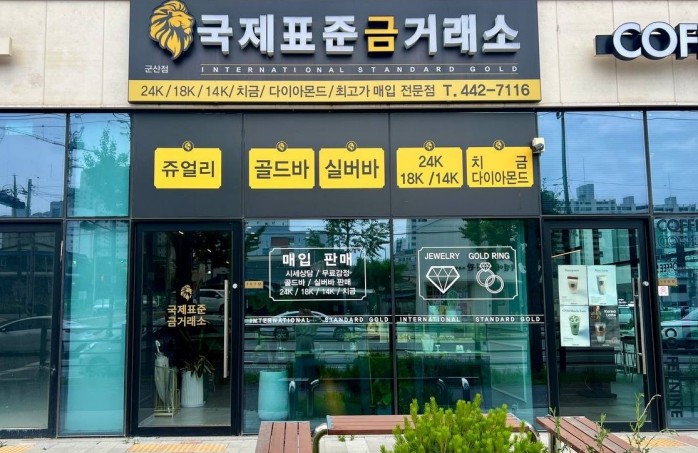 국제표준금거래소
군산점
INTERNATIONAL STANDARD GOLD
24K / 18K / 14K / 치금 / 다이아몬드 / 최고가 매입 전문점 T. 442-7116
COF
쥬얼리
골드바
실버바
24K
18K /14K
치 금
다이아몬드
매입 판매
시세상담 / 무료감정
골드바 / 실버바 판매
24K / 18K / 14K / 치금
JEWELRY GOLD RING
국제표준
금거래소
INTERNATIONAL STANDARD GOLD
INTERNATIONAL STANDARD GOLD
COFFEE NINE